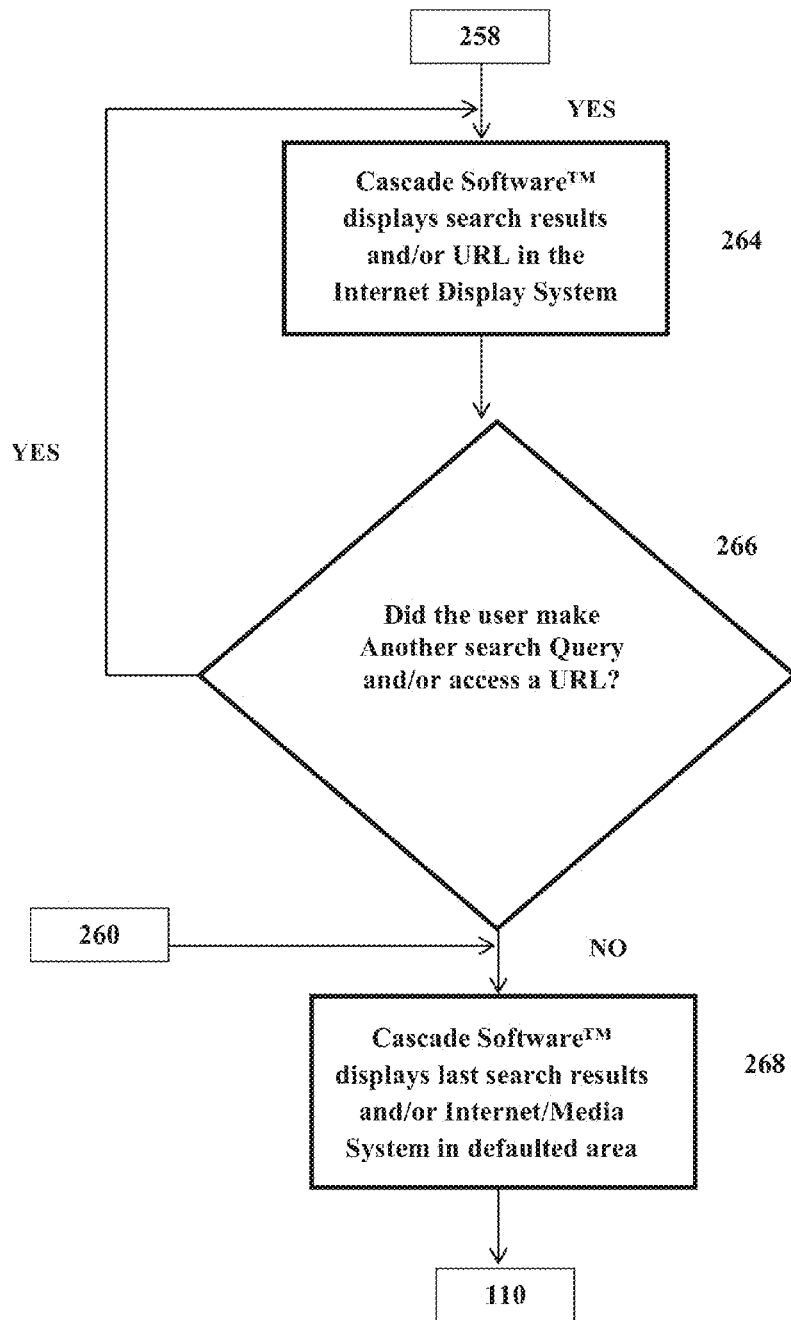 258
YES
Cascade Software™
displays search results
and/or URL in the
Internet Display System
264
YES
266
Did the user make
Another search Query
and/or access a URL?
260
NO
Cascade Software™
displays last search results
and/or Internet/Media
System in defaulted area
268
110